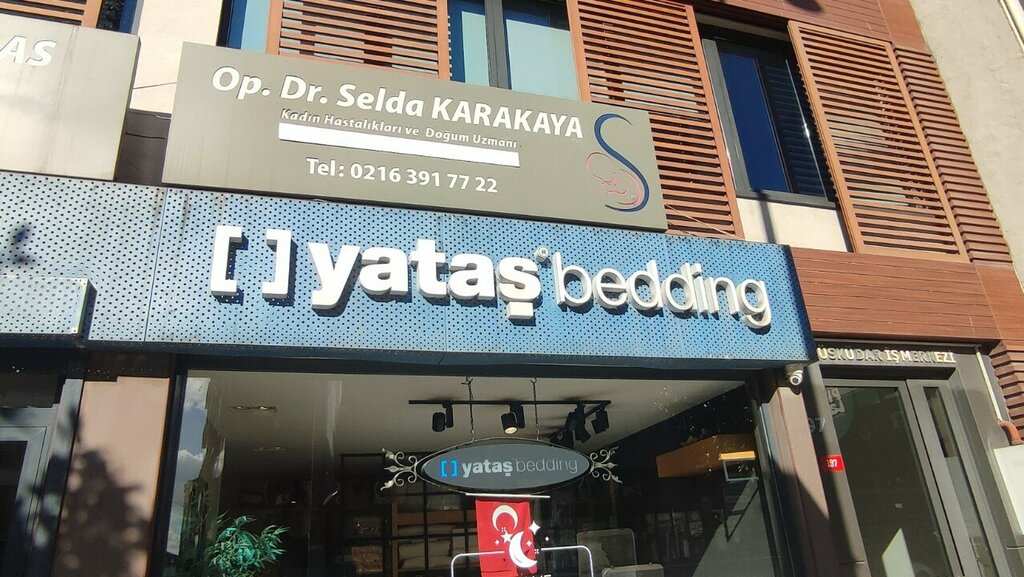 AS
Op. Dr. Selda KARAKAYA
Kadın Hastalıkları ve Doğum Uzmanı
Tel: 0216 391 77 22
[ ] yataş bedding
ÜSKÜDAR İŞ MERKEZİ
[ ] yataş bedding